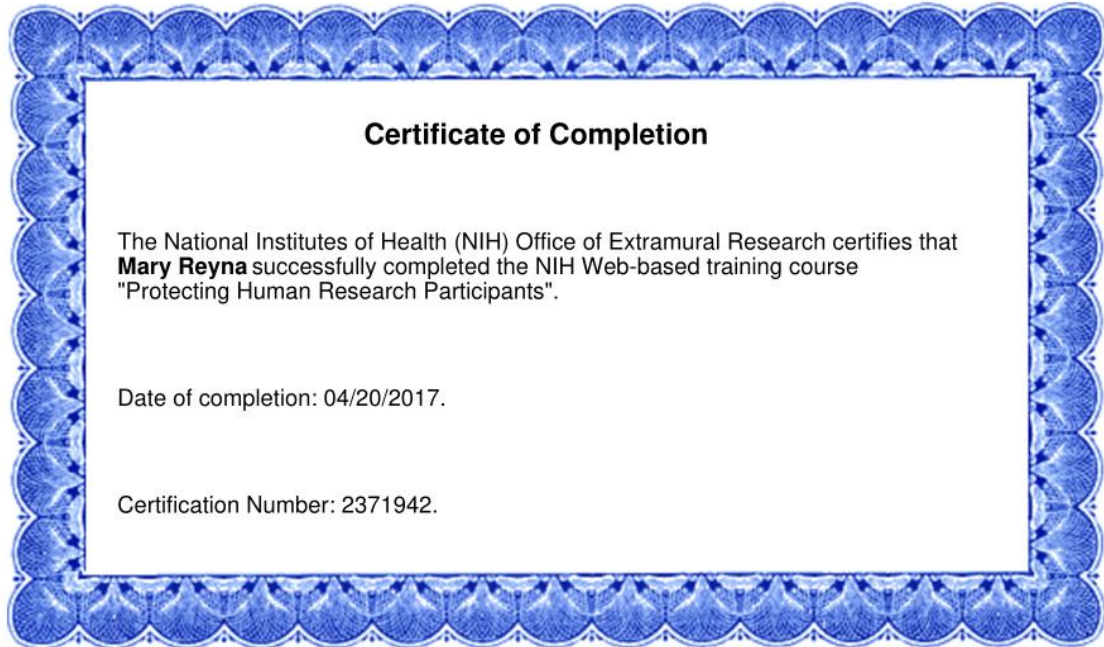 Certificate of Completion
The National Institutes of Health (NIH) Office of Extramural Research certifies that
Mary Reyna successfully completed the NIH Web-based training course
"Protecting Human Research Participants".
Date of completion: 04/20/2017.
Certification Number: 2371942.